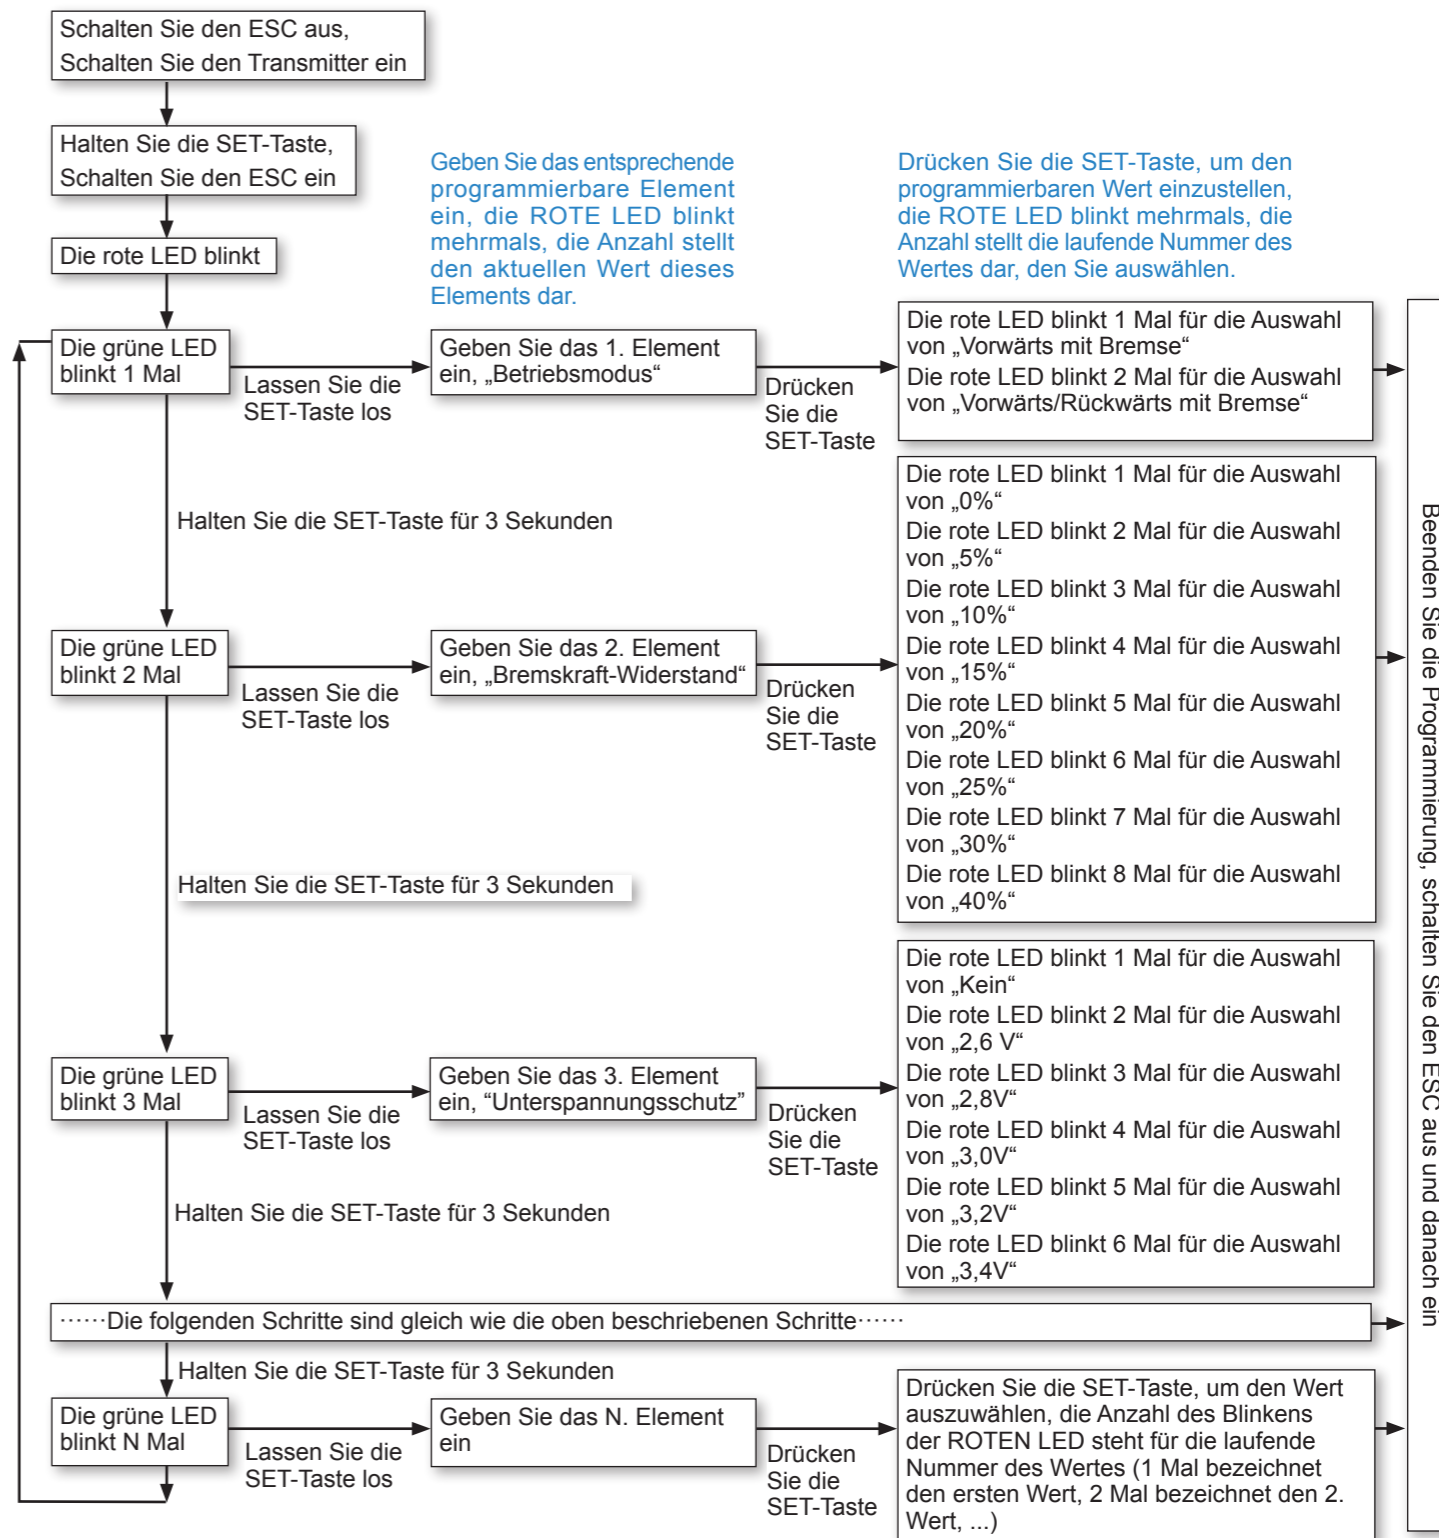 Schalten Sie den ESC aus,
Schalten Sie den Transmitter ein
Halten Sie die SET-Taste,
Schalten Sie den ESC ein
Die rote LED blinkt
Geben Sie das entsprechende
programmierbare Element
ein, die ROTE LED blinkt
mehrmals, die Anzahl stellt
den aktuellen Wert dieses
Elements dar.
Drücken Sie die SET-Taste, um den
programmierbaren Wert einzustellen,
die ROTE LED blinkt mehrmals, die
Anzahl stellt die laufende Nummer des
Wertes dar, den Sie auswählen.
Die grüne LED
blinkt 1 Mal
Lassen Sie die
SET-Taste los
Geben Sie das 1. Element
ein, „Betriebsmodus“
Drücken
Sie die
SET-Taste
Die rote LED blinkt 1 Mal für die Auswahl
von „Vorwärts mit Bremse“
Die rote LED blinkt 2 Mal für die Auswahl
von „Vorwärts/Rückwärts mit Bremse“
Halten Sie die SET-Taste für 3 Sekunden
Die grüne LED
blinkt 2 Mal
Lassen Sie die
SET-Taste los
Geben Sie das 2. Element
ein, „Bremskraft-Widerstand“
Drücken
Sie die
SET-Taste
Die rote LED blinkt 1 Mal für die Auswahl
von „0%“
Die rote LED blinkt 2 Mal für die Auswahl
von „5%“
Die rote LED blinkt 3 Mal für die Auswahl
von „10%“
Die rote LED blinkt 4 Mal für die Auswahl
von „15%“
Die rote LED blinkt 5 Mal für die Auswahl
von „20%“
Die rote LED blinkt 6 Mal für die Auswahl
von „25%“
Die rote LED blinkt 7 Mal für die Auswahl
von „30%“
Die rote LED blinkt 8 Mal für die Auswahl
von „40%“
Halten Sie die SET-Taste für 3 Sekunden
Die grüne LED
blinkt 3 Mal
Lassen Sie die
SET-Taste los
Geben Sie das 3. Element
ein, “Unterspannungsschutz”
Drücken
Sie die
SET-Taste
Die rote LED blinkt 1 Mal für die Auswahl
von „Kein“
Die rote LED blinkt 2 Mal für die Auswahl
von „2,6 V“
Die rote LED blinkt 3 Mal für die Auswahl
von „2,8V“
Die rote LED blinkt 4 Mal für die Auswahl
von „3,0V“
Die rote LED blinkt 5 Mal für die Auswahl
von „3,2V“
Die rote LED blinkt 6 Mal für die Auswahl
von „3,4V“
Halten Sie die SET-Taste für 3 Sekunden
······Die folgenden Schritte sind gleich wie die oben beschriebenen Schritte······
Halten Sie die SET-Taste für 3 Sekunden
Die grüne LED
blinkt N Mal
Lassen Sie die
SET-Taste los
Geben Sie das N. Element
ein
Drücken
Sie die
SET-Taste
Drücken Sie die SET-Taste, um den Wert
auszuwählen, die Anzahl des Blinkens
der ROTEN LED steht für die laufende
Nummer des Wertes (1 Mal bezeichnet
den ersten Wert, 2 Mal bezeichnet den 2.
Wert, ...)
Beenden Sie die Programmierung, schalten Sie den ESC aus und danach ein